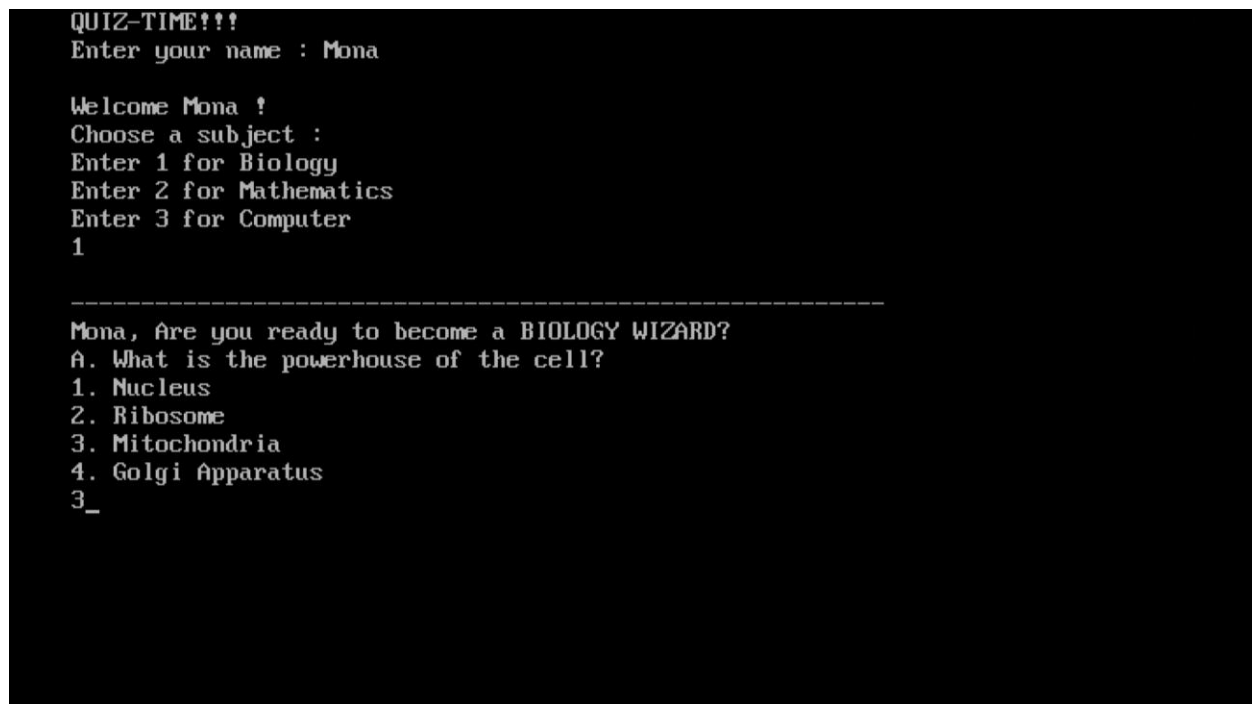 QUIZ-TIME!!!
Enter your name : Mona
Welcome Mona !
Choose a subject :
Enter 1 for Biology
Enter 2 for Mathematics
Enter 3 for Computer
1
----------------------------------------------------------
Mona, Are you ready to become a BIOLOGY WIZARD?
A. What is the powerhouse of the cell?
1. Nucleus
2. Ribosome
3. Mitochondria
4. Golgi Apparatus
3_